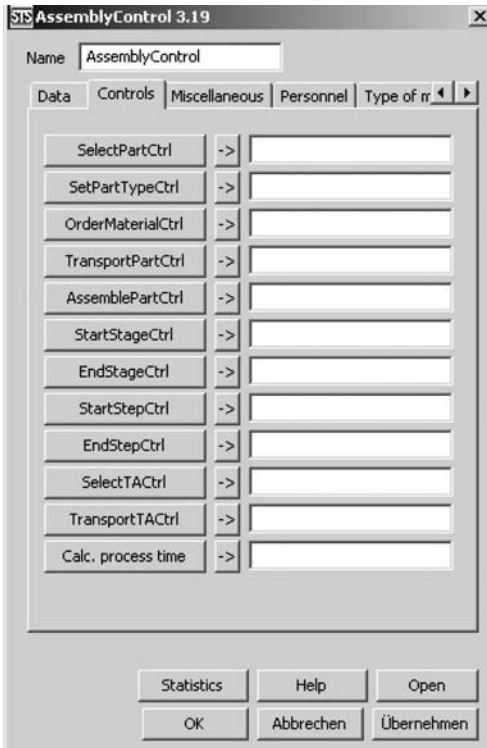 STS AssemblyControl 3.19
Name AssemblyControl
Data Controls Miscellaneous Personnel Type of m
SelectPartCtrl ->
SetPartTypeCtrl ->
OrderMaterialCtrl ->
TransportPartCtrl ->
AssemblePartCtrl ->
StartStageCtrl ->
EndStageCtrl ->
StartStepCtrl ->
EndStepCtrl ->
SelectTACtrl ->
TransportTACtrl ->
Calc. process time ->
Statistics Help Open
OK Abbrechen Übernehmen